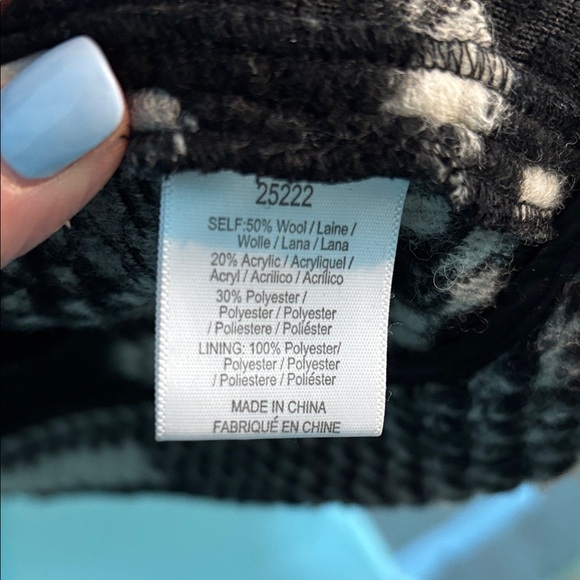 25222
SELF:50% Wool / Laine /
Wolle / Lana / Lana
20% Acrylic / Acryliquel /
Acryl / Acrilico / Acrílico
30% Polyester /
Polyester / Polyester
/ Poliestere / Poliéster
LINING: 100% Polyester/
Polyester / Polyester
/ Poliestere / Poliéster
MADE IN CHINA
FABRIQUÉ EN CHINE